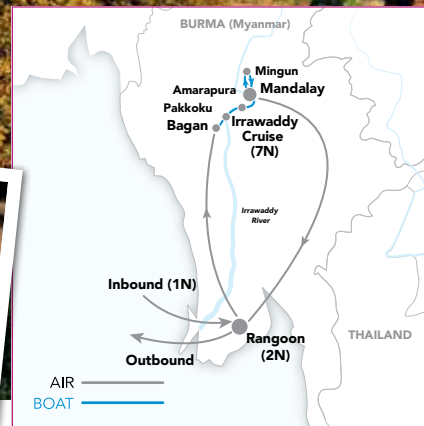 BURMA (Myanmar)
Mingun
Amarapura
Mandalay
Pakkoku
Bagan
Irrawaddy
Cruise
(7N)
Irrawaddy
River
Inbound (1N)
Rangoon
(2N)
THAILAND
Outbound
AIR
BOAT